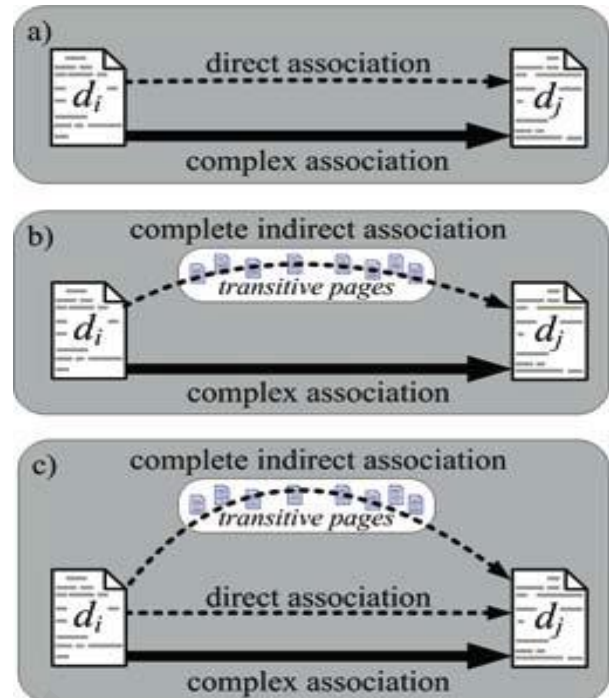 a)
direct association
d_i
d_j
complex association
b)
complete indirect association
transitive pages
d_i
d_j
complex association
c)
complete indirect association
transitive pages
direct association
d_i
d_j
complex association